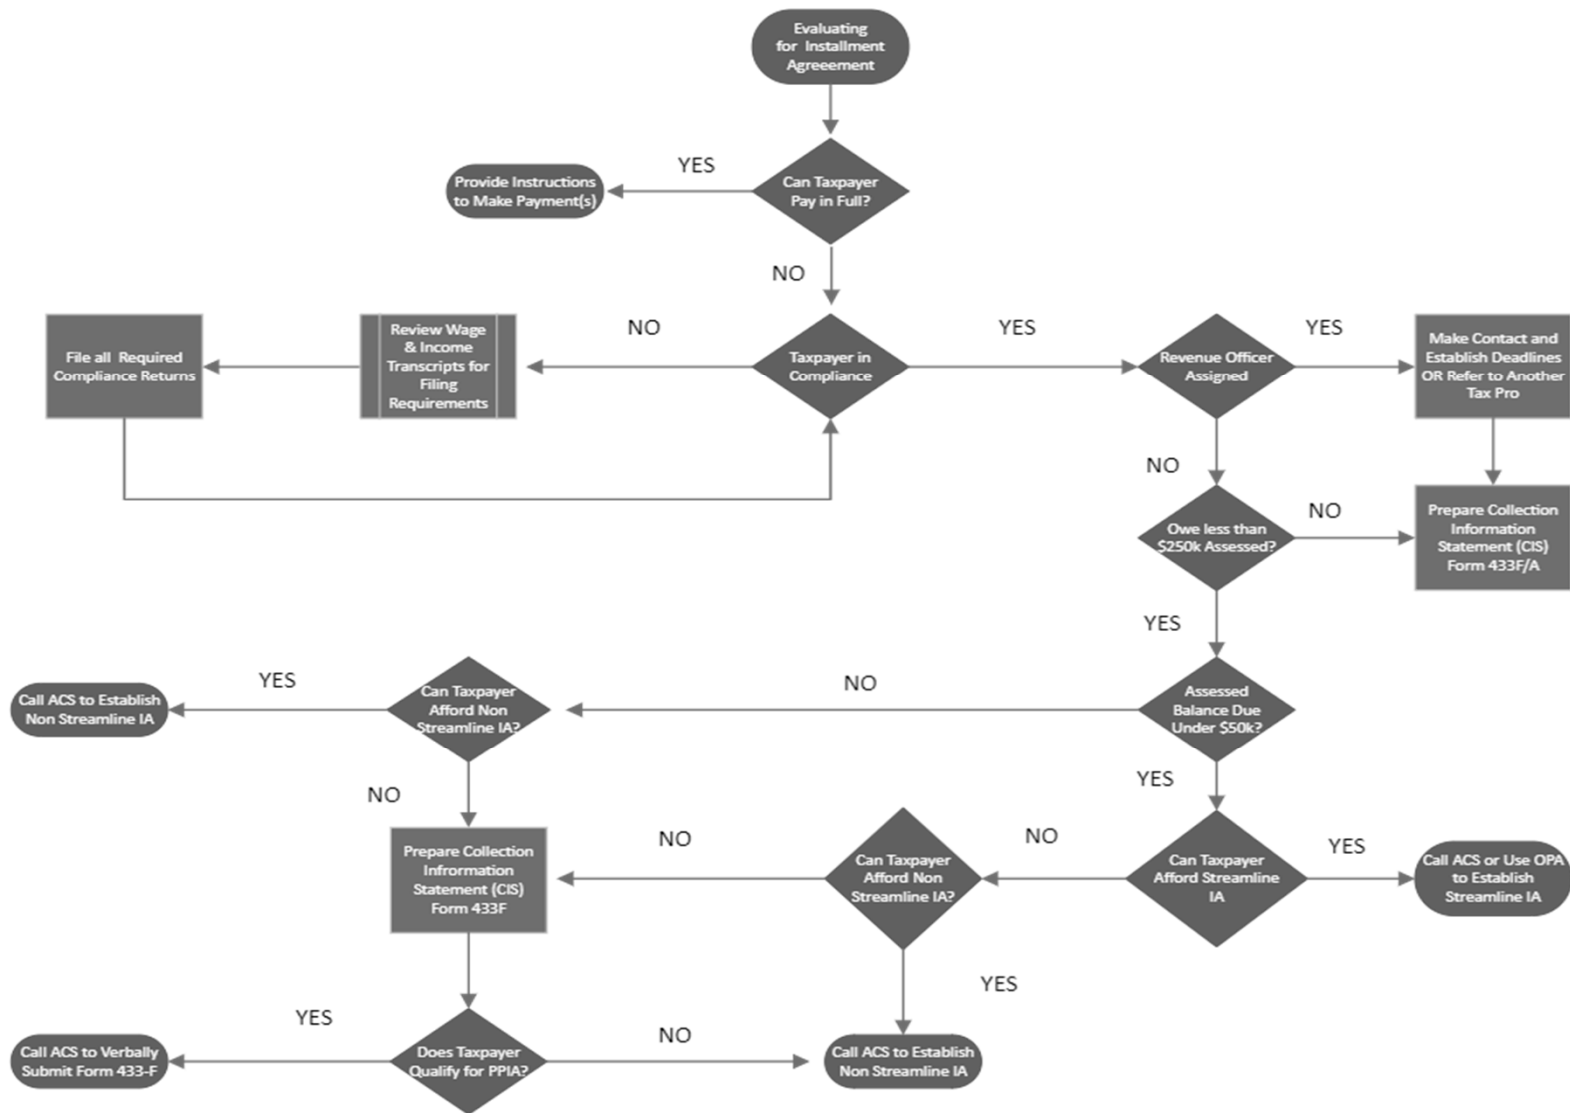 Evaluating
for Installment
Agreeement
YES
Provide Instructions
to Make Payment(s)
Can Taxpayer
Pay in Full?
NO
File all Required
Compliance Returns
Review Wage
& Income
Transcripts for
Filing
Requirements
NO
Taxpayer in
Compliance
YES
Revenue Officer
Assigned
YES
Make Contact and
Establish Deadlines
OR Refer to Another
Tax Pro
NO
Owe less than
$250k Assessed?
NO
Prepare Collection
Information
Statement (CIS)
Form 433F/A
YES
Call ACS to Establish
Non Streamline IA
YES
Can Taxpayer
Afford Non
Streamline IA?
NO
Assessed
Balance Due
Under $50k?
NO
YES
Prepare Collection
Infrormation
Statement (CIS)
Form 433F
NO
Can Taxpayer
Afford Non
Streamline IA?
NO
Can Taxpayer
Afford Streamline
IA
YES
Call ACS or Use OPA
to Establish
Streamline IA
YES
Call ACS to Verbally
Submit Form 433-F
YES
Does Taxpayer
Qualify for PPIA?
NO
Call ACS to Establish
Non Streamline IA